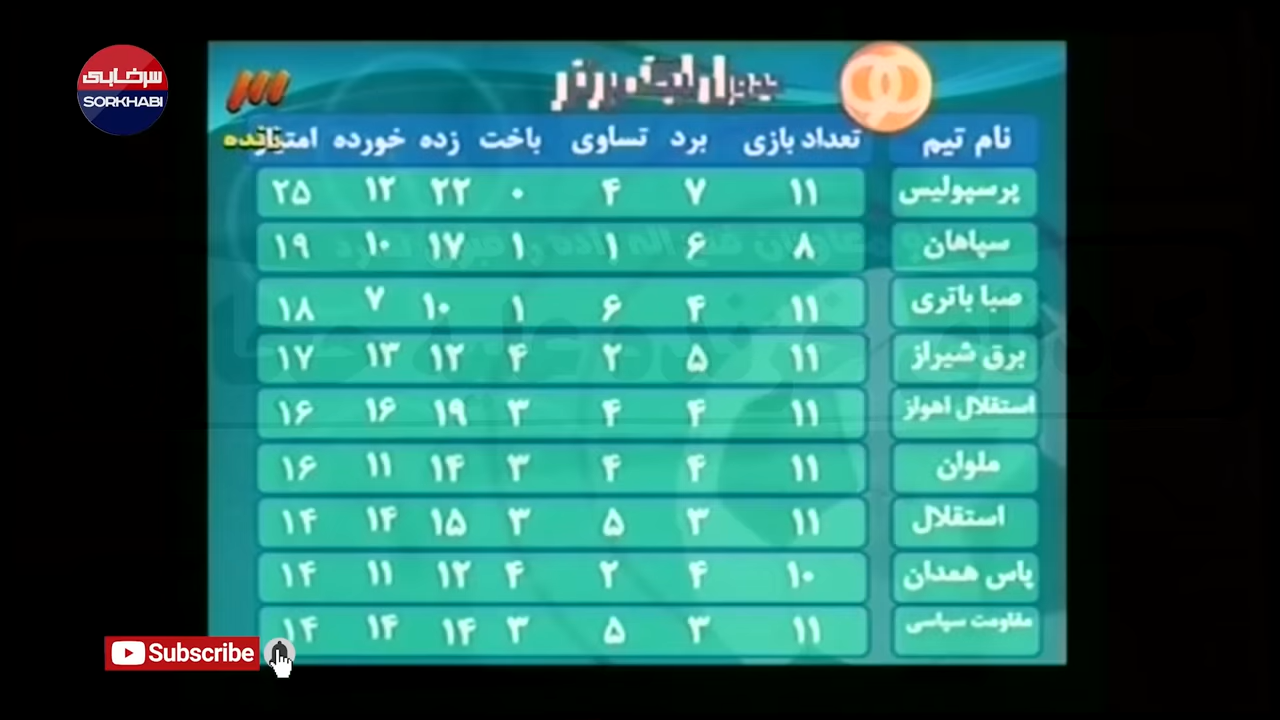 سرخابی
SORKHABI
نام تیم تعداد بازی برد تساوی باخت زده خورده امتیاز
پرسپولیس ۱۱ ۷ ۴ ۰ ۲۲ ۱۲ ۲۵
سپاهان ۸ ۶ ۱ ۱ ۱۷ ۱۰ ۱۹
صبا باتری ۱۱ ۴ ۶ ۱ ۱۰ ۷ ۱۸
برق شیراز ۱۱ ۵ ۲ ۴ ۱۲ ۱۳ ۱۷
استقلال اهواز ۱۱ ۴ ۴ ۳ ۱۹ ۱۶ ۱۶
ملوان ۱۱ ۴ ۴ ۳ ۱۴ ۱۱ ۱۶
استقلال ۱۱ ۳ ۵ ۳ ۱۵ ۱۴ ۱۴
پاس همدان ۱۰ ۴ ۲ ۴ ۱۲ ۱۱ ۱۴
مقاومت سپاسی ۱۱ ۳ ۵ ۳ ۱۴ ۱۴ ۱۴
Subscribe